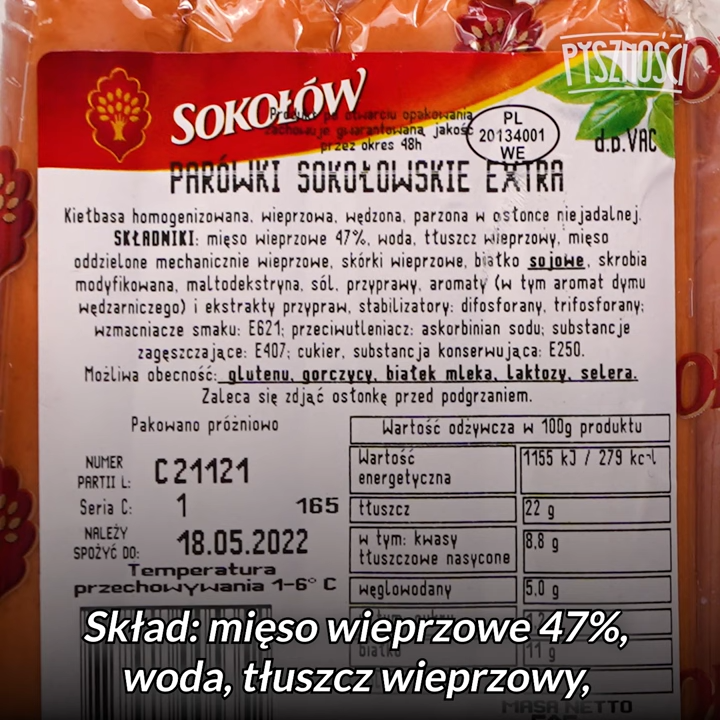 PYSZNOŚCI
SOKOŁÓW
Produkt po otwarciu opakowania
zachowuje gwarantowaną jakość
przez okres 48h
PL
20134001
WE
d.p.VAC
PARÓWKI SOKOŁOWSKIE EXTRA
Kiełbasa homogenizowana, wieprzowa, wędzona, parzona w osłonce niejadalnej.
SKŁADNIKI: mięso wieprzowe 47%, woda, tłuszcz wieprzowy, mięso
oddzielone mechanicznie wieprzowe, skórki wieprzowe, białko sojowe, skrobia
modyfikowana, maltodekstryna, sól, przyprawy, aromaty (w tym aromat dymu
wędzarniczego) i ekstrakty przypraw, stabilizatory: difosforany, trifosforany;
wzmacniacze smaku: E621; przeciwutleniacz: askorbinian sodu; substancje
zagęszczające: E407; cukier, substancja konserwująca: E250.
Możliwa obecność: glutenu, gorczycy, białek mleka, laktozy, selera.
Zaleca się zdjąć osłonkę przed podgrzaniem.
Pakowano próżniowo
Wartość odżywcza w 100g produktu
NUMER
PARTII L: C21121
Seria C: 1 165
NALEŻY
SPOŻYĆ DO: 18.05.2022
Temperatura
przechowywania 1-6° C
Wartość
energetyczna 1155 kJ / 279 kcal
tłuszcz 22 g
w tym: kwasy
tłuszczowe nasycone 8,8 g
węglowodany 5,0 g
białko 11 g
MASA NETTO
Skład: mięso wieprzowe 47%,
woda, tłuszcz wieprzowy,